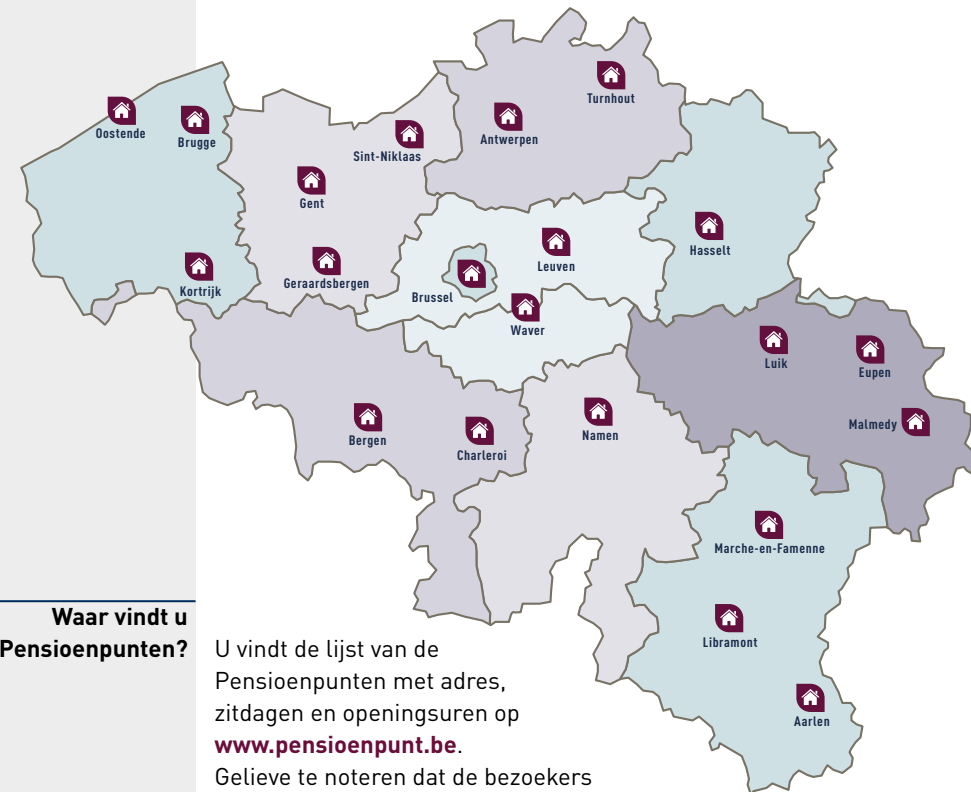 Turnhout
Oostende
Brugge
Antwerpen
Sint-Niklaas
Gent
Hasselt
Leuven
Kortrijk
Geraardsbergen
Brussel
Waver
Luik
Eupen
Malmedy
Bergen
Charleroi
Namen
Marche-en-Famenne
Libramont
Aarlen
Waar vindt u
Pensioenpunten?
U vindt de lijst van de
Pensioenpunten met adres,
zitdagen en openingsuren op
www.pensioenpunt.be.
Gelieve te noteren dat de bezoekers